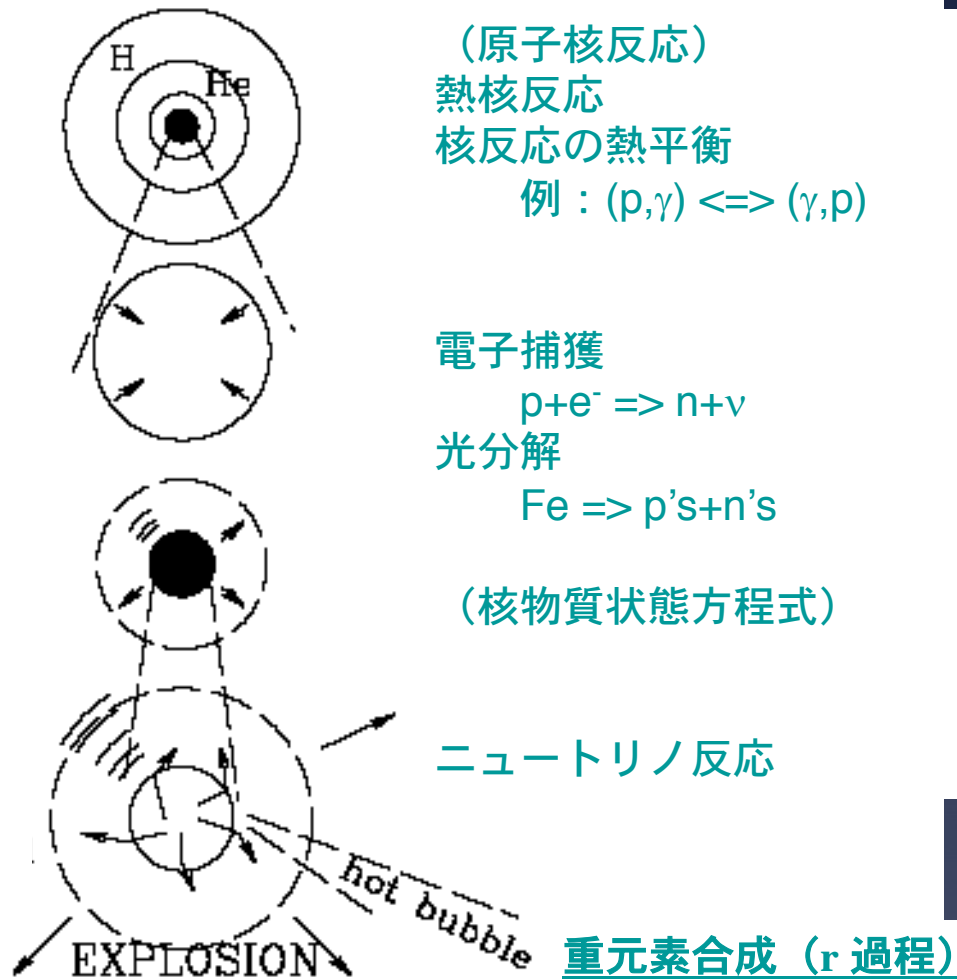 H
He
（原子核反応）
熱核反応
核反応の熱平衡
例：(p,γ) <=> (γ,p)
電子捕獲
p+e⁻ => n+ν
光分解
Fe => p's+n's
（核物質状態方程式）
ニュートリノ反応
hot bubble
EXPLOSION
重元素合成（r 過程）